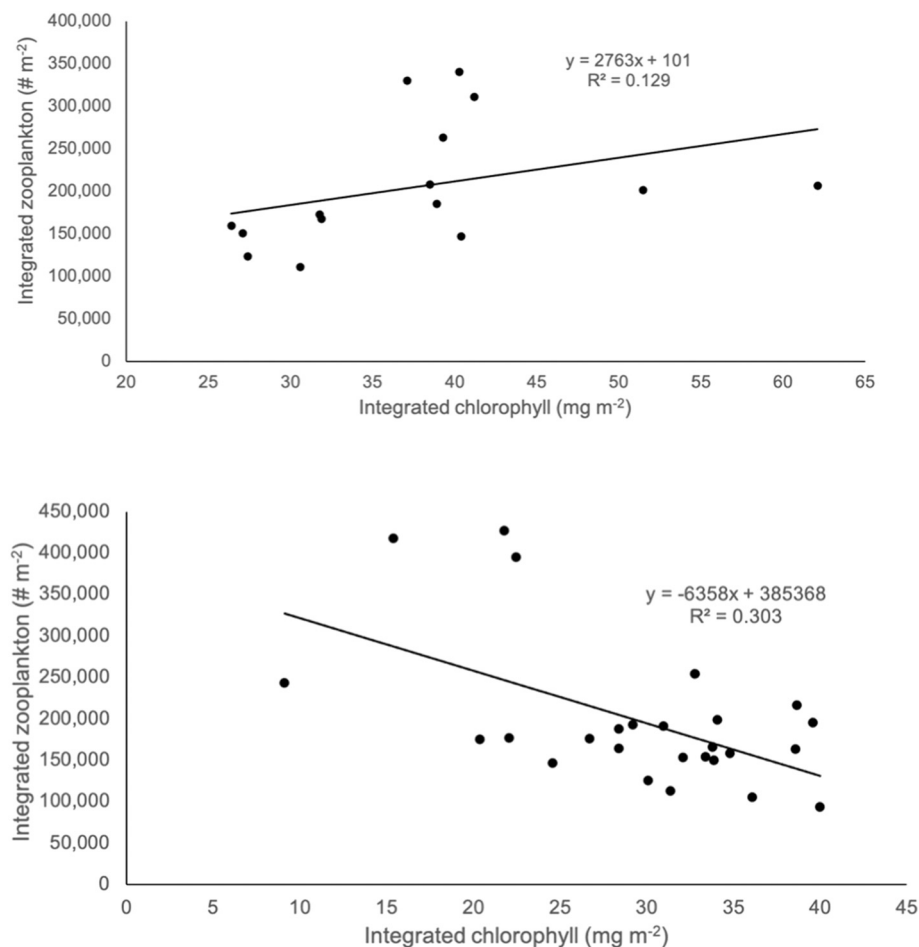 400,000
350,000
300,000
250,000
200,000
150,000
100,000
50,000
0
Integrated zooplankton (# m-2)
y = 2763x + 101
R² = 0.129
20 25 30 35 40 45 50 55 60 65
Integrated chlorophyll (mg m-2)
450,000
400,000
350,000
300,000
250,000
200,000
150,000
100,000
50,000
0
Integrated zooplankton (# m-2)
y = -6358x + 385368
R² = 0.303
0 5 10 15 20 25 30 35 40 45
Integrated chlorophyll (mg m-2)